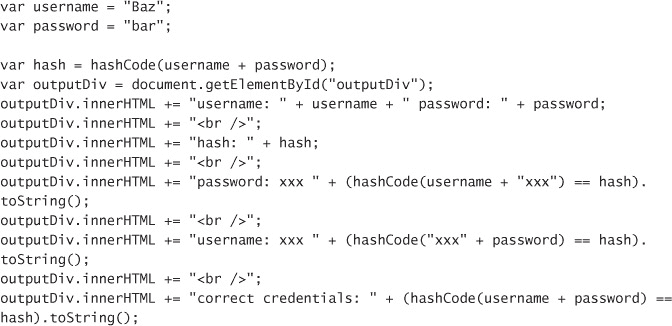 var username = "Baz";
var password = "bar";
var hash = hashCode(username + password);
var outputDiv = document.getElementById("outputDiv");
outputDiv.innerHTML += "username: " + username + " password: " + password;
outputDiv.innerHTML += "<br />";
outputDiv.innerHTML += "hash: " + hash;
outputDiv.innerHTML += "<br />";
outputDiv.innerHTML += "password: xxx " + (hashCode(username + "xxx") == hash).
toString();
outputDiv.innerHTML += "<br />";
outputDiv.innerHTML += "username: xxx " + (hashCode("xxx" + password) == hash).
toString();
outputDiv.innerHTML += "<br />";
outputDiv.innerHTML += "correct credentials: " + (hashCode(username + password) ==
hash).toString();